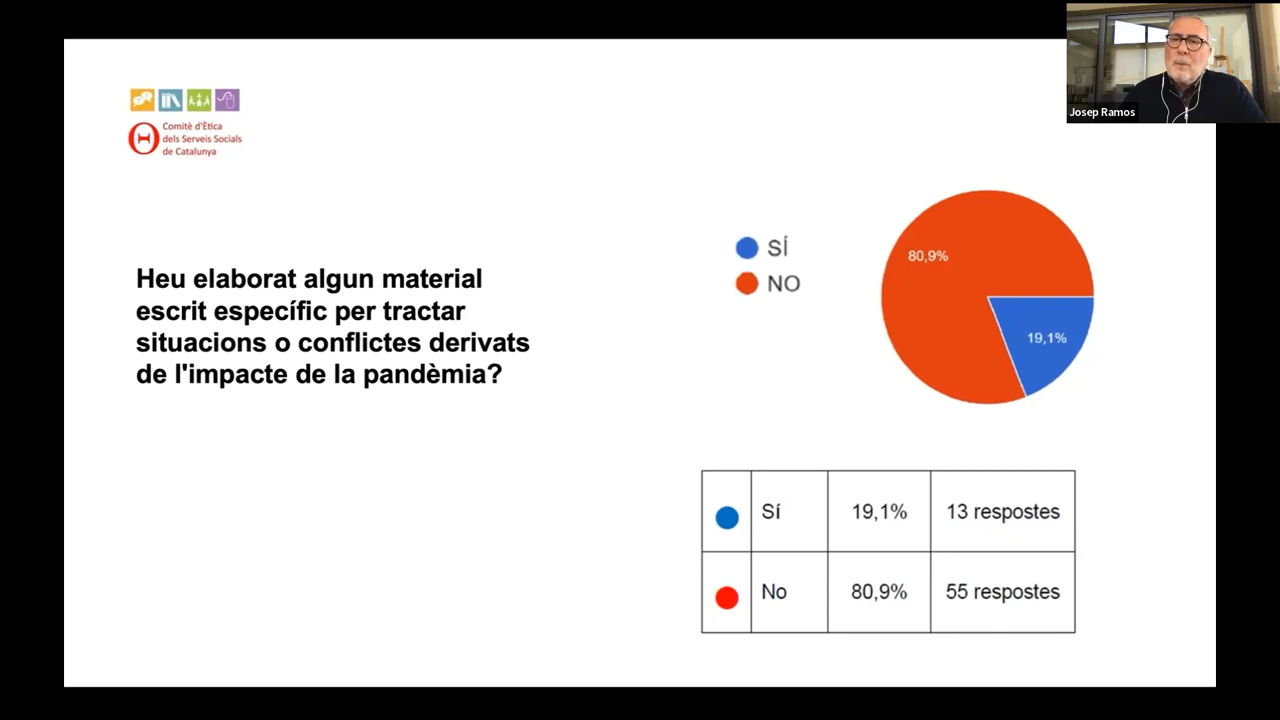 Josep Ramos
Comitè d'Ètica
dels Serveis Socials
de Catalunya
Heu elaborat algun material
escrit específic per tractar
situacions o conflictes derivats
de l'impacte de la pandèmia?
SÍ
NO
80,9%
19,1%
Sí 19,1% 13 respostes
No 80,9% 55 respostes